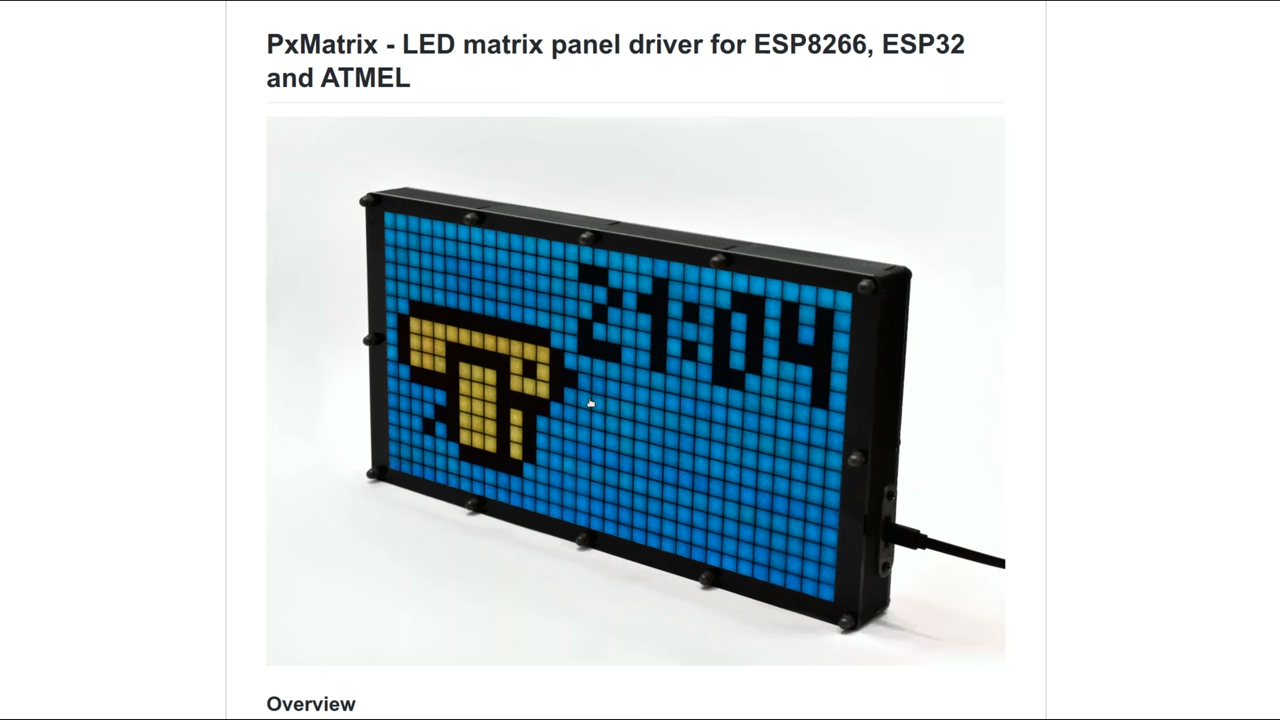 PxMatrix - LED matrix panel driver for ESP8266, ESP32
and ATMEL
21:04
Overview